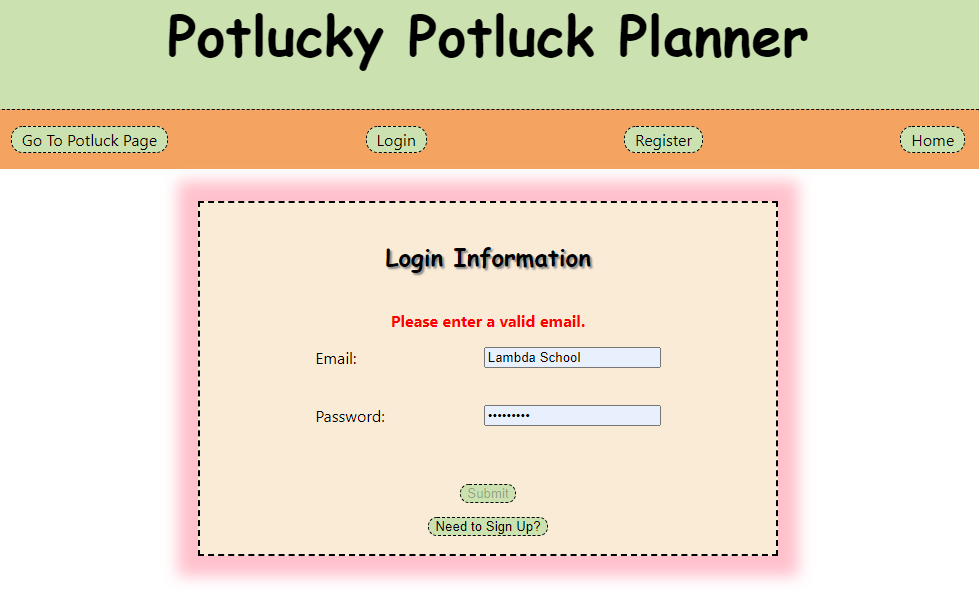 Potlucky Potluck Planner
Go To Potluck Page Login Register Home
Login Information
Please enter a valid email.
Email: Lambda School
Password: •••••••••
Submit
Need to Sign Up?